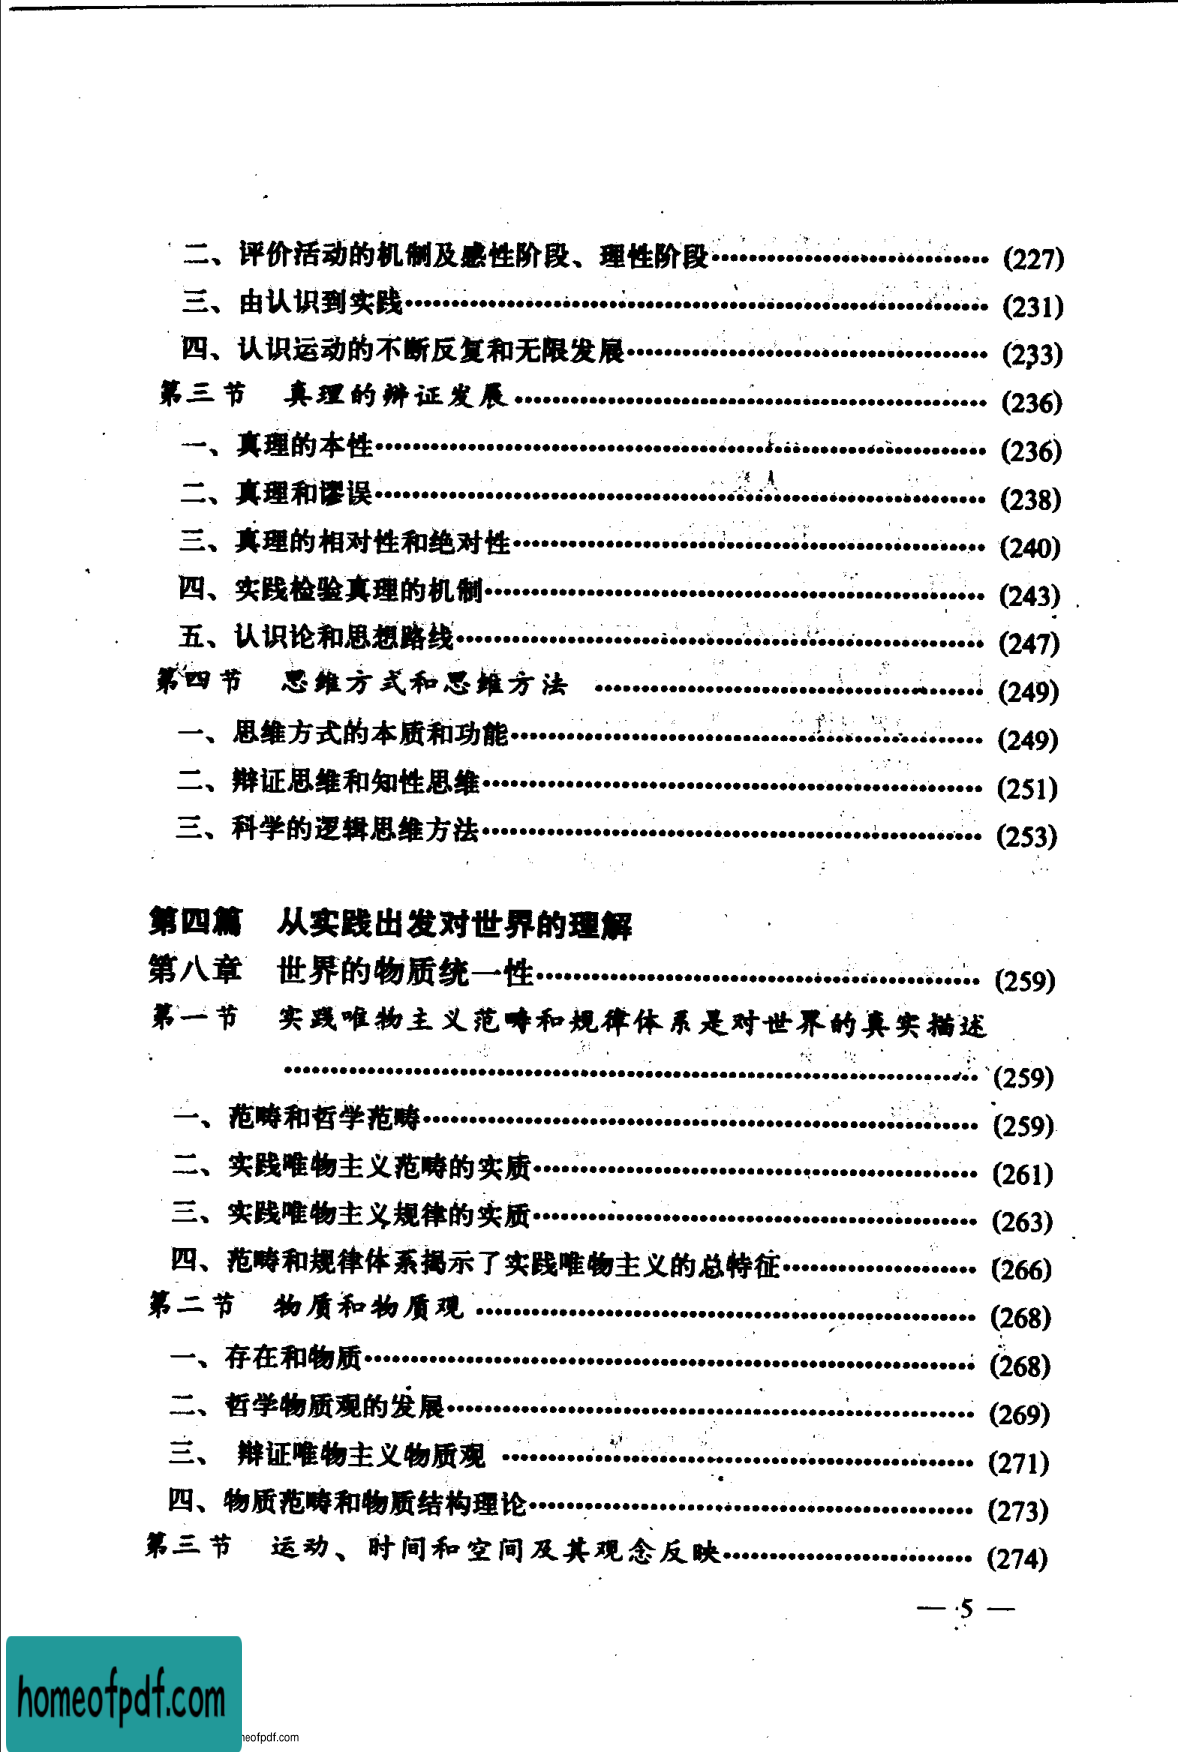 二、评价活动的机制及感性阶段、理性阶段…………………………(227)
三、由认识到实践…………………………(231)
四、认识运动的不断反复和无限发展…………………………(233)
第三节 真理的辩证发展…………………………(236)
一、真理的本性…………………………(236)
二、真理和谬误…………………………(238)
三、真理的相对性和绝对性…………………………(240)
四、实践检验真理的机制…………………………(243)
五、认识论和思想路线…………………………(247)
第四节 思维方式和思维方法 …………………………(249)
一、思维方式的本质和功能…………………………(249)
二、辩证思维和知性思维…………………………(251)
三、科学的逻辑思维方法…………………………(253)
第四篇 从实践出发对世界的理解
第八章 世界的物质统一性…………………………(259)
第一节 实践唯物主义范畴和规律体系是对世界的真实描述
…………………………(259)
一、范畴和哲学范畴…………………………(259)
二、实践唯物主义范畴的实质…………………………(261)
三、实践唯物主义规律的实质…………………………(263)
四、范畴和规律体系揭示了实践唯物主义的总特征…………………(266)
第二节 物质和物质观 …………………………(268)
一、存在和物质…………………………(268)
二、哲学物质观的发展…………………………(269)
三、 辩证唯物主义物质观 …………………………(271)
四、物质范畴和物质结构理论…………………………(273)
第三节 运动、时间和空间及其观念反映…………………………(274)
— 5 —
homeofpdf.com
neofpdf.com